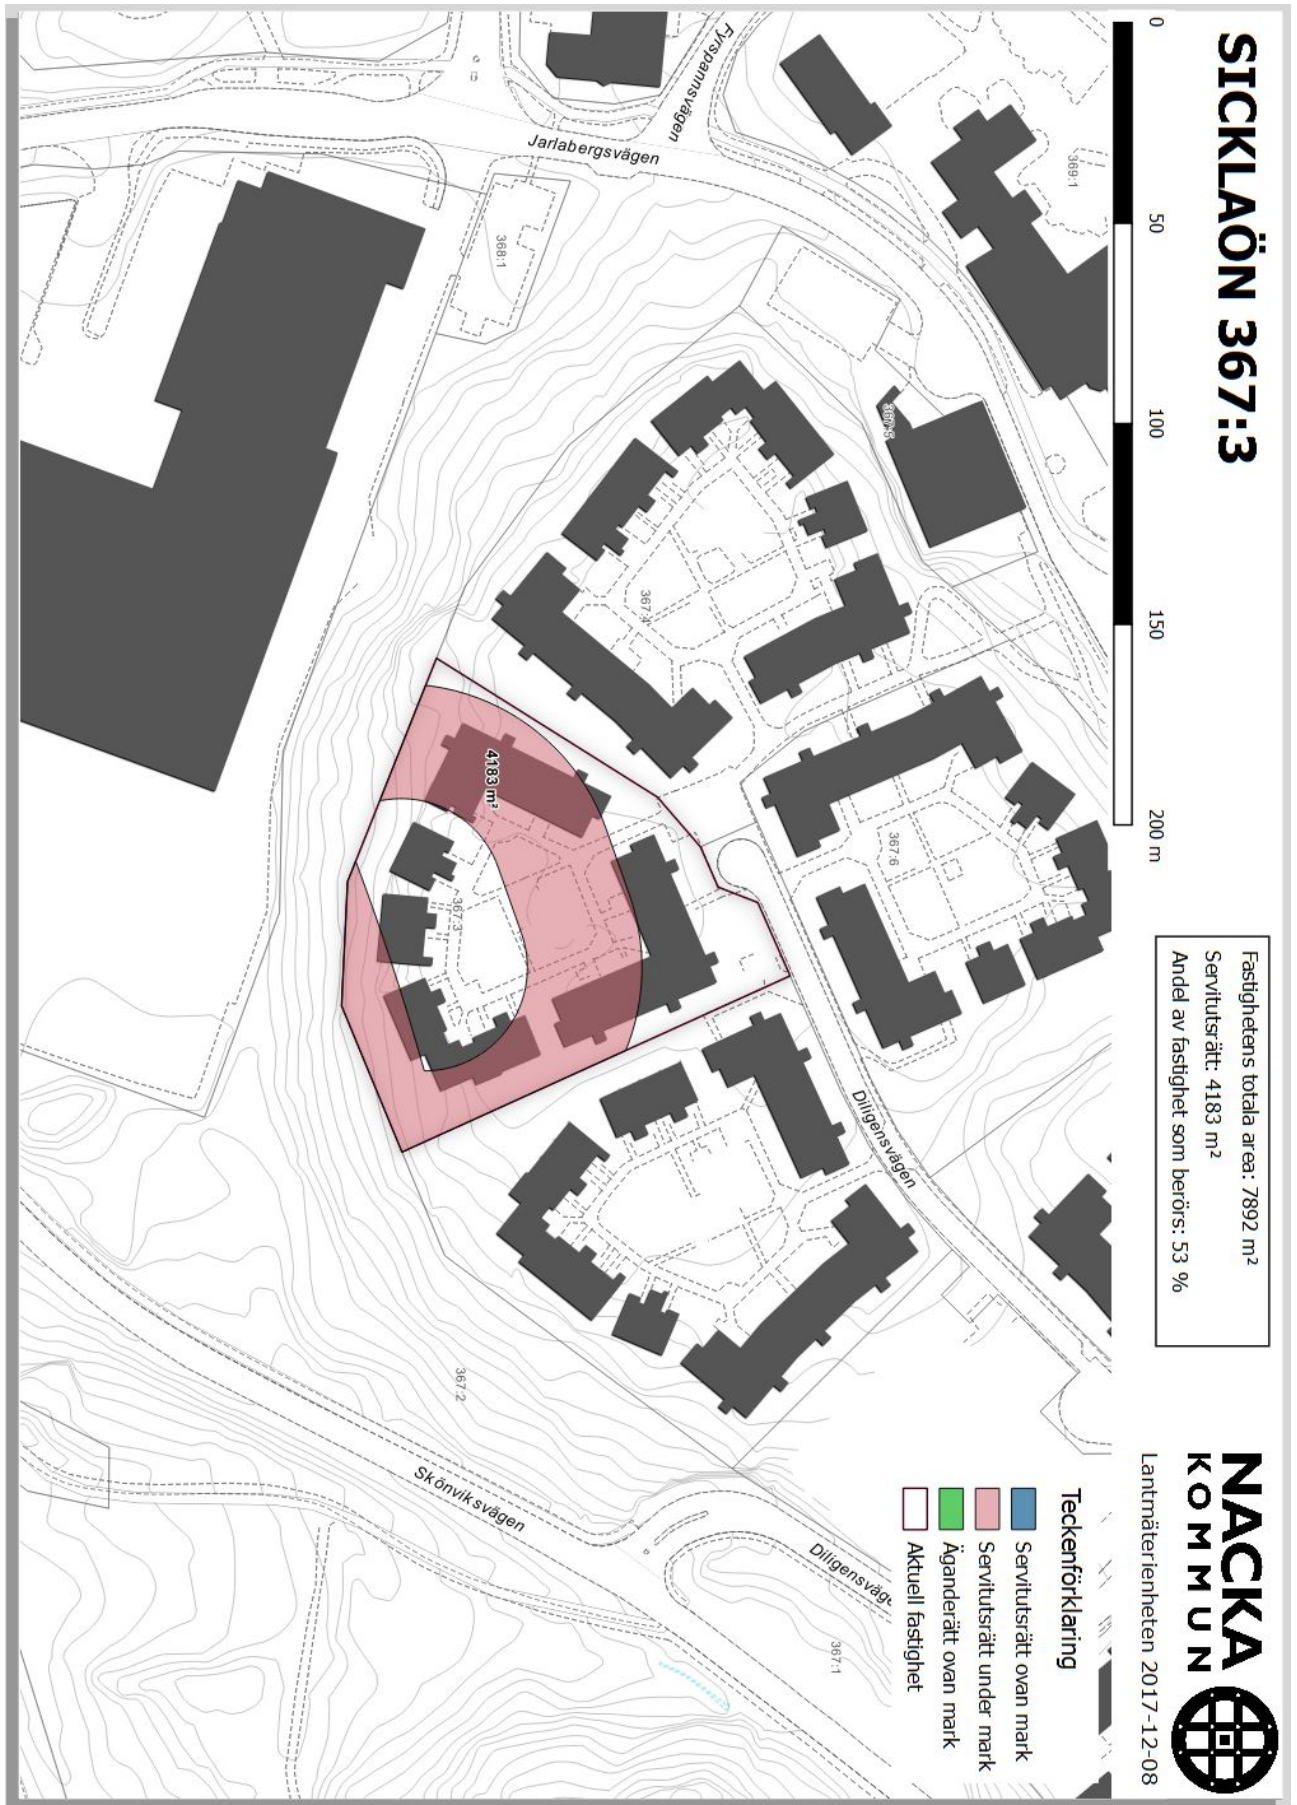 SICKLAÖN 367:3
Fastighetens totala area: 7892 m²
Servitutsrätt: 4183 m²
Andel av fastighet som berörs: 53 %
NACKA
KOMMUN
Lantmäterienheten 2017-12-08
0 50 100 150 200 m
Teckenförklaring
Servitutsrätt ovan mark
Servitutsrätt under mark
Äganderätt ovan mark
Aktuell fastighet
369:1
Fyrspannsvägen
Jarlabergsvägen
368:1
367:4
367:6
4183 m²
367:3
Diligensvägen
367:2
Skönviksvägen
Diligensväge
367:1